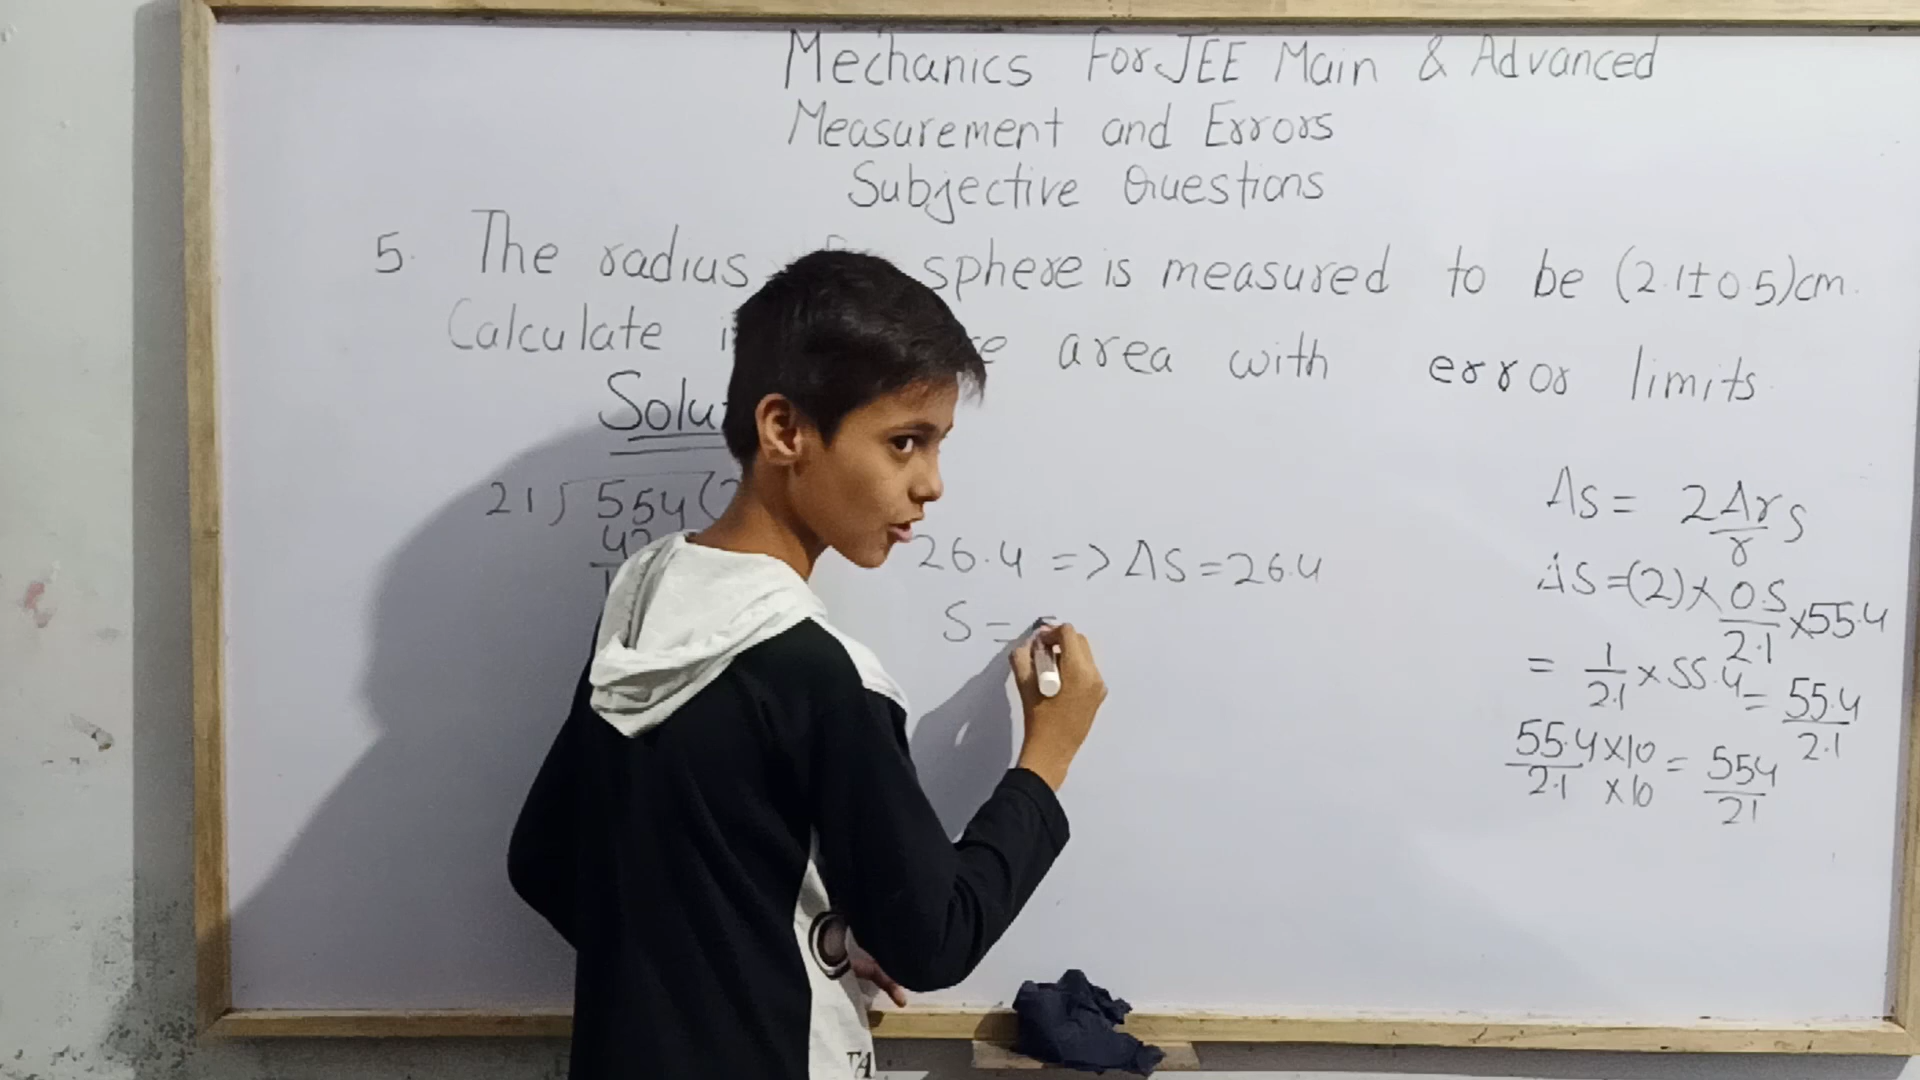 Mechanics For JEE Main & Advanced
Measurement and Errors
Subjective Questions
5. The radius sphere is measured to be (2.1±0.5)cm.
Calculate area with error limits
Solu
21) 554 (2
42
1
26.4 => ΔS = 26.4
S =
ΔS = 2Δr/r S
ΔS = (2) × 0.5/2.1 × 55.4
= 1/2.1 × 55.4 = 55.4/2.1
55.4 × 10/2.1 × 10 = 554/21